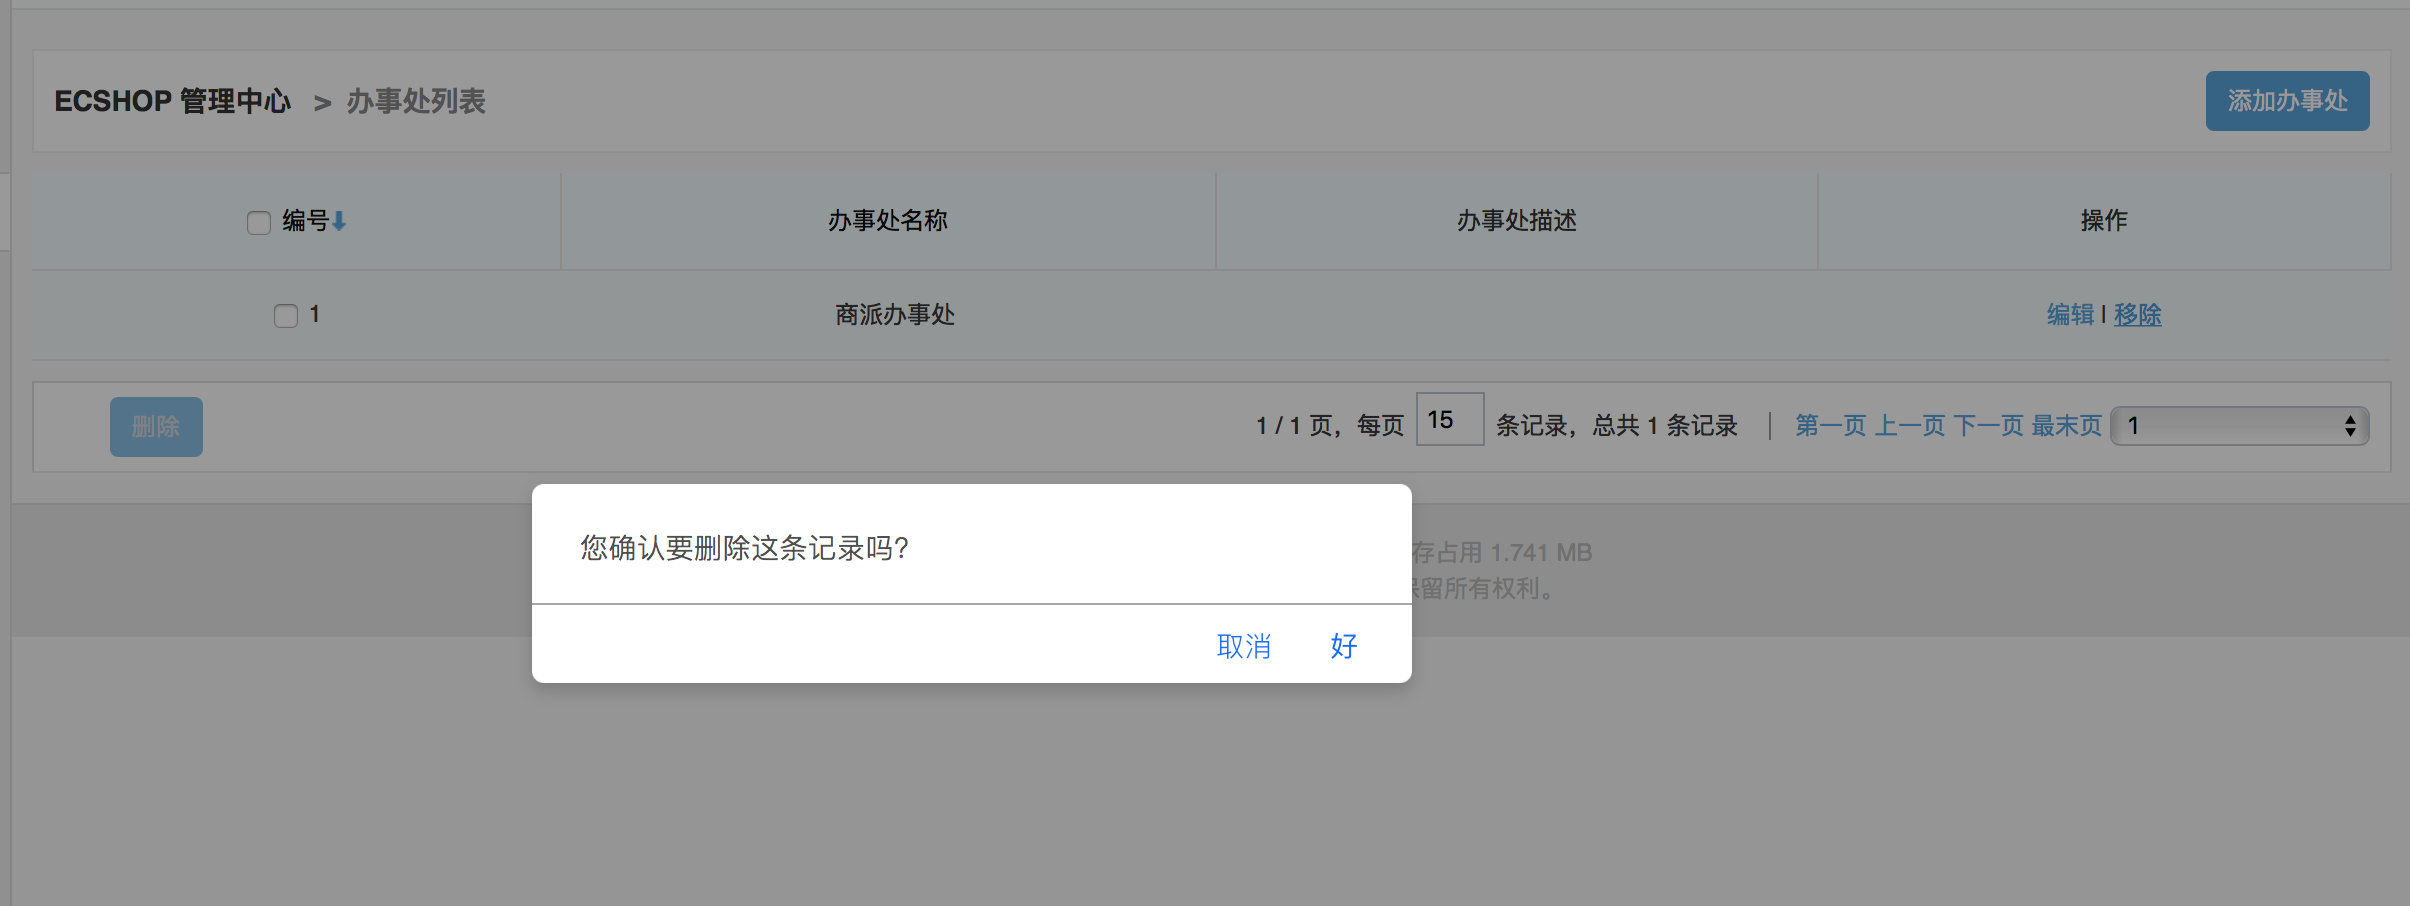 ECSHOP 管理中心 > 办事处列表
添加办事处
编号 办事处名称 办事处描述 操作
1 商派办事处 编辑 | 移除
删除 1 / 1 页，每页 15 条记录，总共 1 条记录 | 第一页 上一页 下一页 最末页 1
您确认要删除这条记录吗?
存占用 1.741 MB
留所有权利。
取消 好